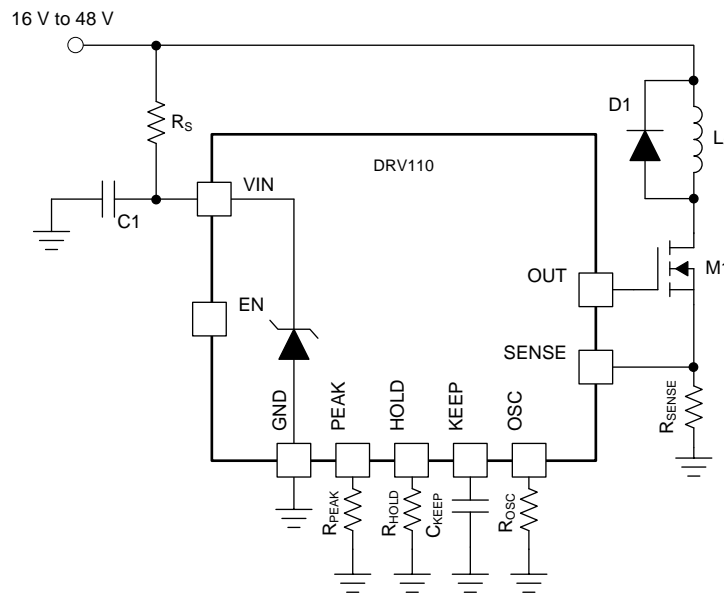 16 V to 48 V
D1
RS
L
DRV110
VIN
C1
M1
OUT
EN
SENSE
GND
PEAK
HOLD
KEEP
OSC
RSENSE
RPEAK
RHOLD
CKEEP
ROSC